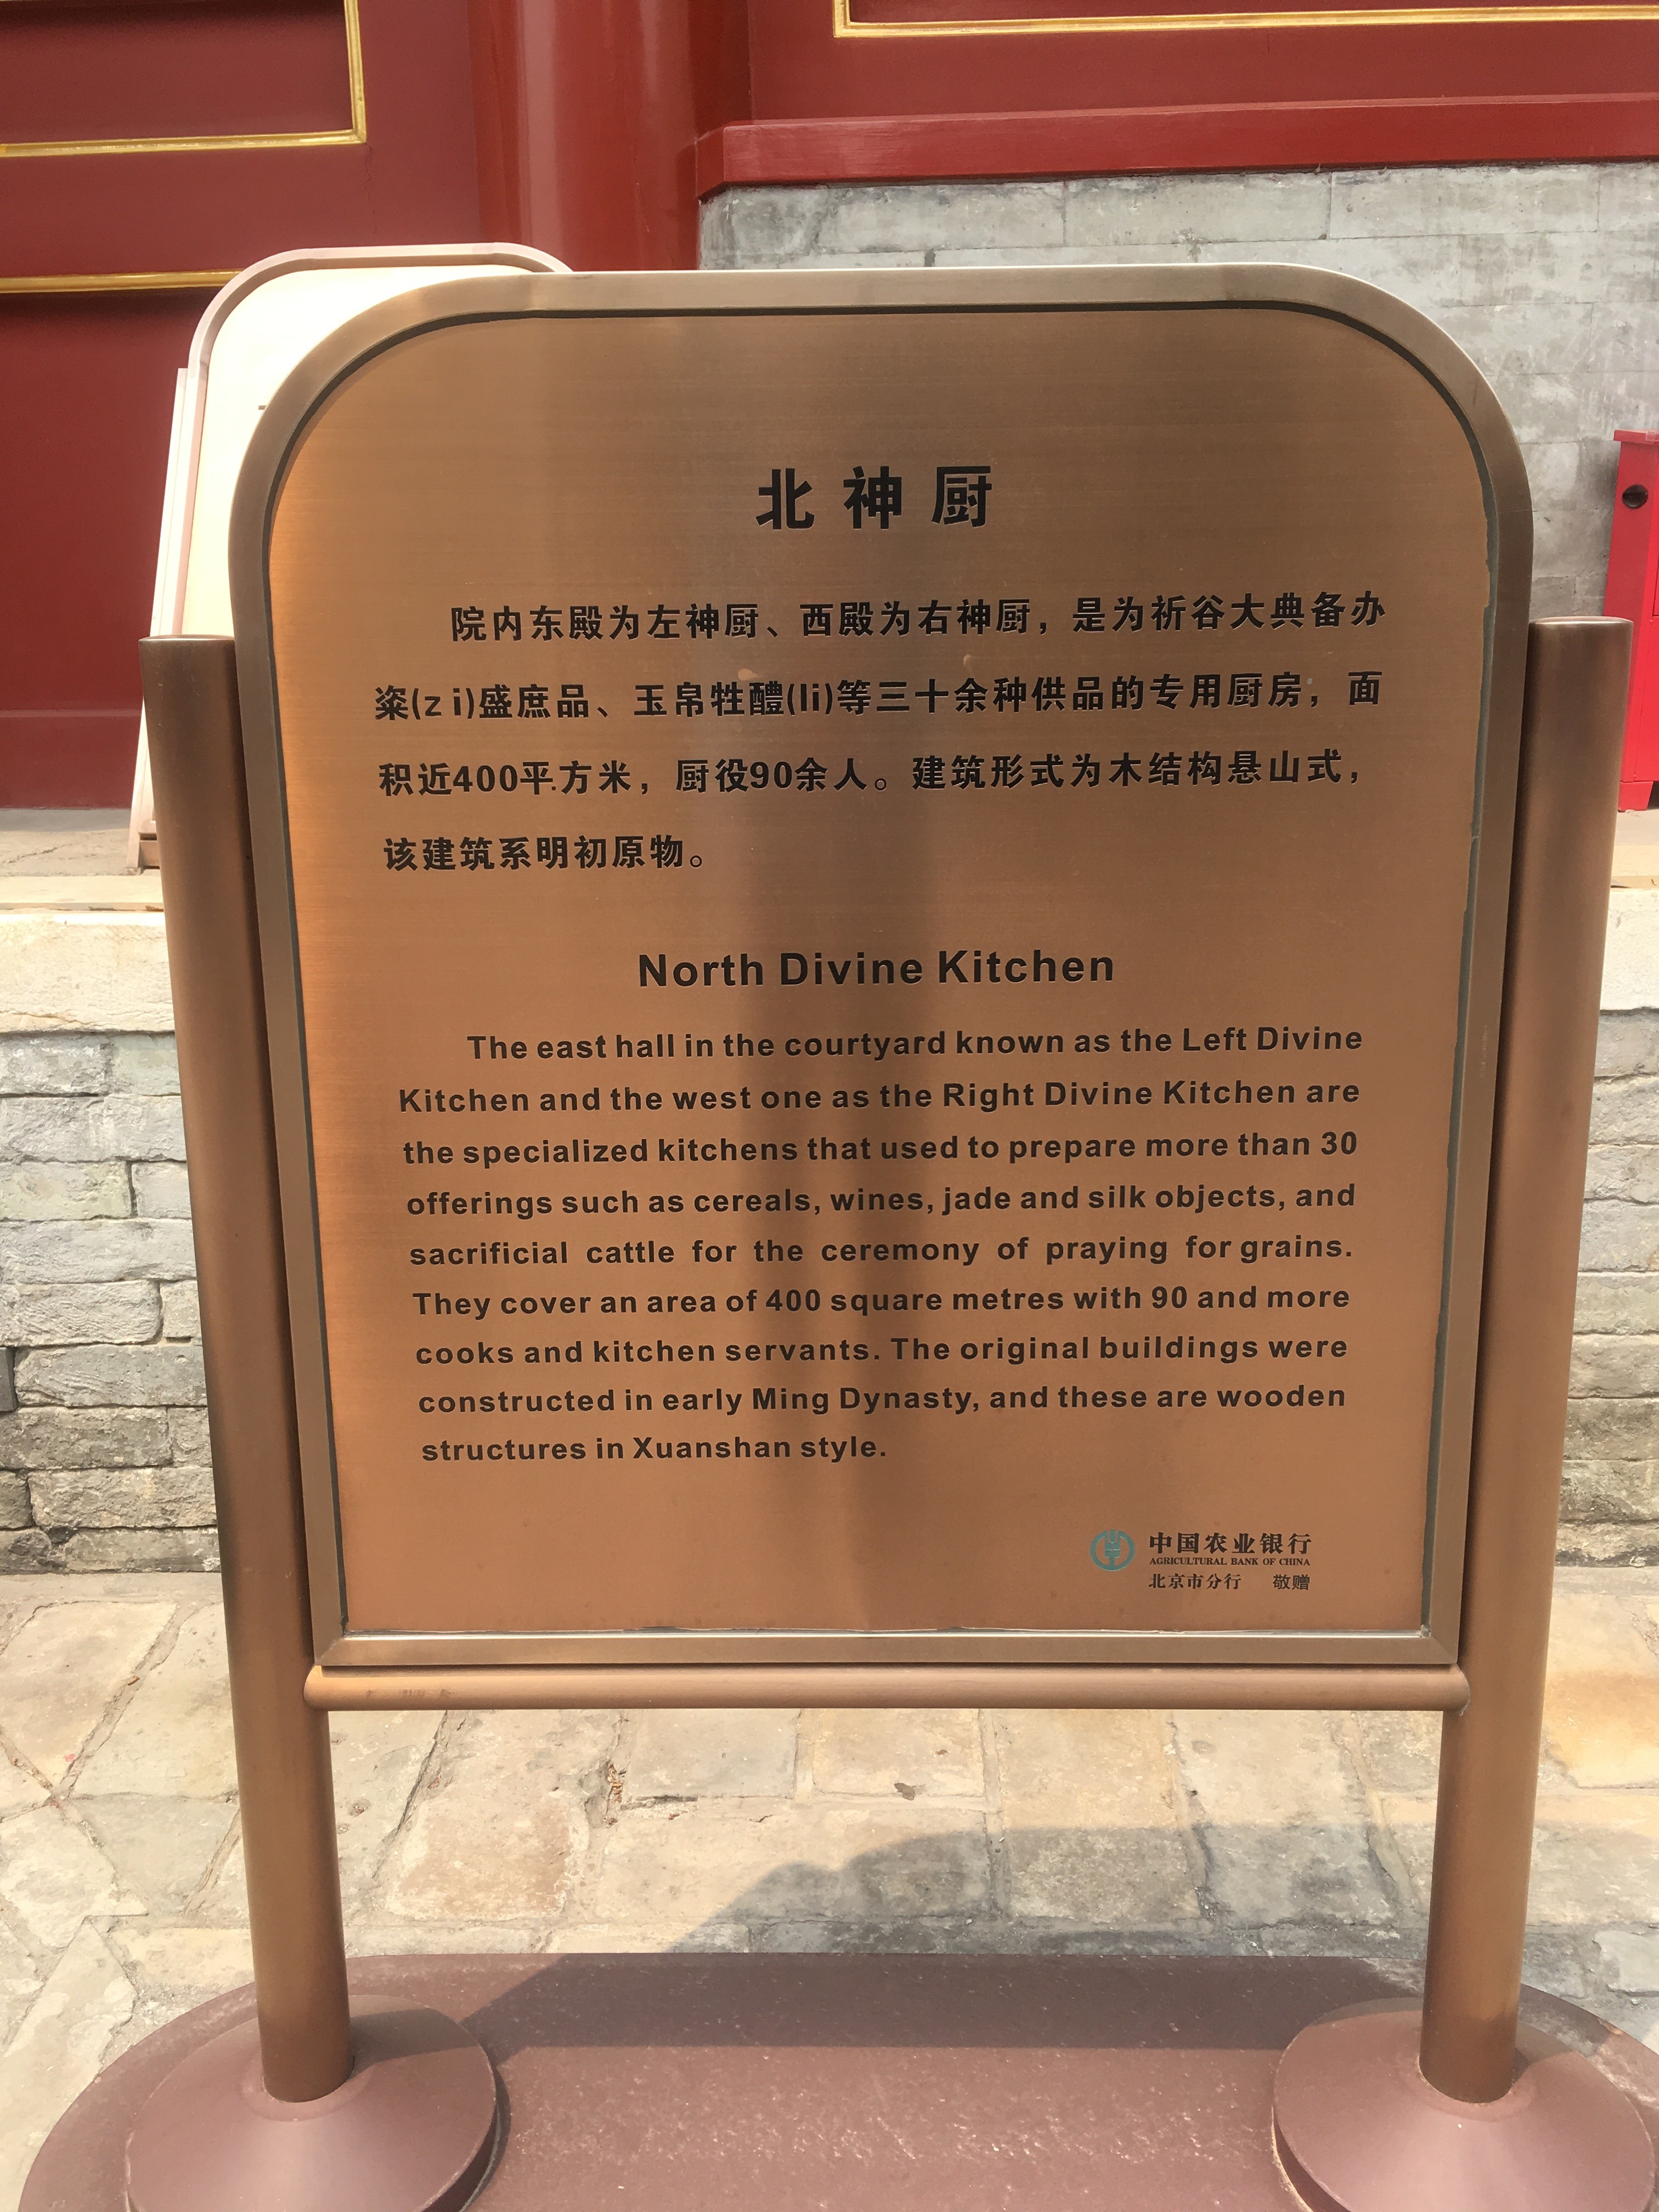 北神厨
院内东殿为左神厨、西殿为右神厨，是为祈谷大典备办
粢(zi)盛庶品、玉帛牲醴(li)等三十余种供品的专用厨房；面
积近400平方米，厨役90余人。建筑形式为木结构悬山式，
该建筑系明初原物。
North Divine Kitchen
The east hall in the courtyard known as the Left Divine
Kitchen and the west one as the Right Divine Kitchen are
the specialized kitchens that used to prepare more than 30
offerings such as cereals, wines, jade and silk objects, and
sacrificial cattle for the ceremony of praying for grains.
They cover an area of 400 square metres with 90 and more
cooks and kitchen servants. The original buildings were
constructed in early Ming Dynasty, and these are wooden
structures in Xuanshan style.
中国农业银行
AGRICULTURAL BANK OF CHINA
北京市分行 敬赠